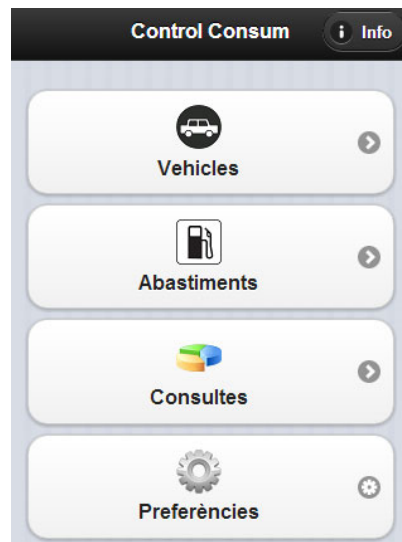 Control Consum
Info
Vehicles
Abastiments
Consultes
Preferències